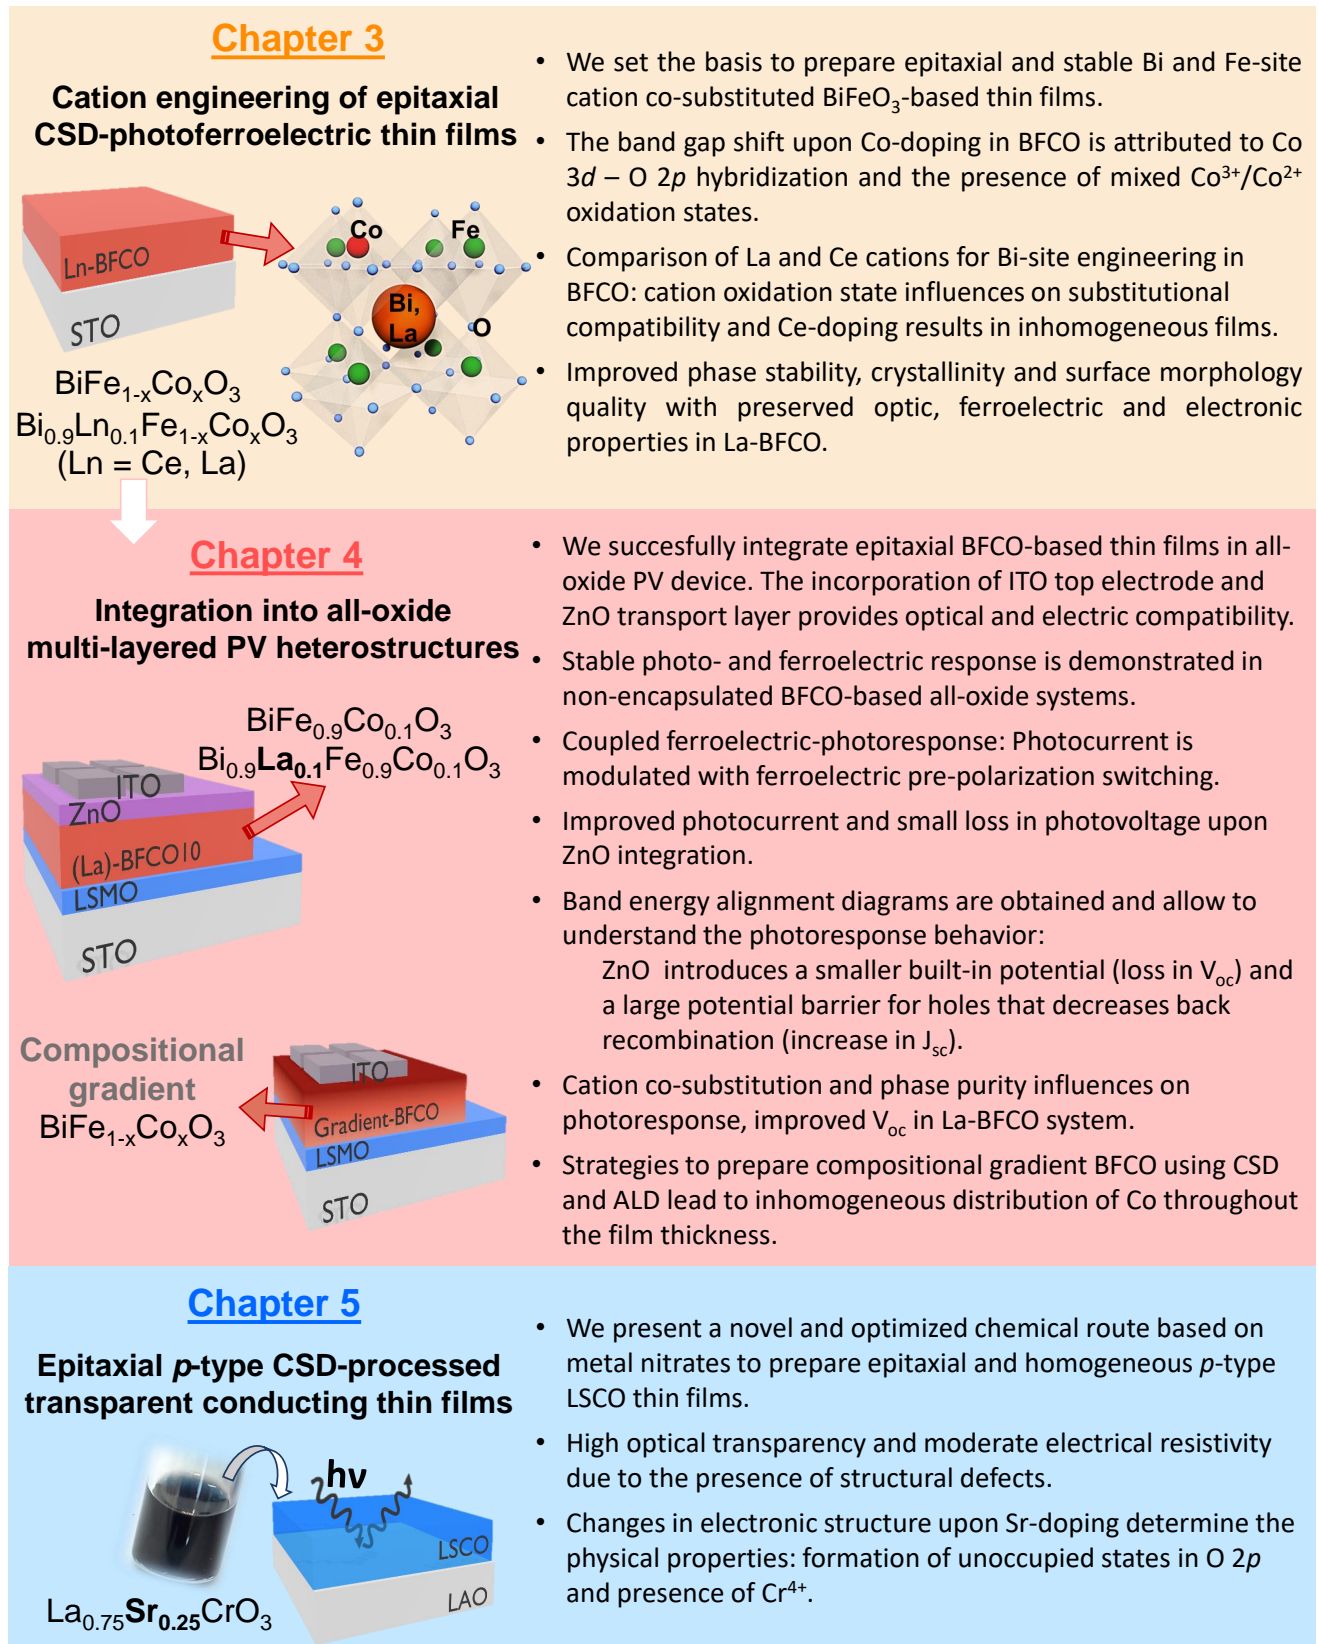 Chapter 3
Cation engineering of epitaxial
CSD-photoferroelectric thin films
Ln-BFCO
STO
Co
Fe
Bi,
La
O
BiFe₁₋ₓCoₓO₃
Bi₀.₉Ln₀.₁Fe₁₋ₓCoₓO₃
(Ln = Ce, La)
• We set the basis to prepare epitaxial and stable Bi and Fe-site
cation co-substituted BiFeO₃-based thin films.
• The band gap shift upon Co-doping in BFCO is attributed to Co
3d – O 2p hybridization and the presence of mixed Co³⁺/Co²⁺
oxidation states.
• Comparison of La and Ce cations for Bi-site engineering in
BFCO: cation oxidation state influences on substitutional
compatibility and Ce-doping results in inhomogeneous films.
• Improved phase stability, crystallinity and surface morphology
quality with preserved optic, ferroelectric and electronic
properties in La-BFCO.
Chapter 4
Integration into all-oxide
multi-layered PV heterostructures
BiFe₀.₉Co₀.₁O₃
Bi₀.₉La₀.₁Fe₀.₉Co₀.₁O₃
ITO
ZnO
(La)-BFCO10
LSMO
STO
Compositional
gradient
BiFe₁₋ₓCoₓO₃
ITO
Gradient-BFCO
LSMO
STO
• We succesfully integrate epitaxial BFCO-based thin films in all-
oxide PV device. The incorporation of ITO top electrode and
ZnO transport layer provides optical and electric compatibility.
• Stable photo- and ferroelectric response is demonstrated in
non-encapsulated BFCO-based all-oxide systems.
• Coupled ferroelectric-photoresponse: Photocurrent is
modulated with ferroelectric pre-polarization switching.
• Improved photocurrent and small loss in photovoltage upon
ZnO integration.
• Band energy alignment diagrams are obtained and allow to
understand the photoresponse behavior:
ZnO introduces a smaller built-in potential (loss in Vₒc) and
a large potential barrier for holes that decreases back
recombination (increase in Jsc).
• Cation co-substitution and phase purity influences on
photoresponse, improved Vₒc in La-BFCO system.
• Strategies to prepare compositional gradient BFCO using CSD
and ALD lead to inhomogeneous distribution of Co throughout
the film thickness.
Chapter 5
Epitaxial p-type CSD-processed
transparent conducting thin films
hν
LSCO
LAO
La₀.₇₅Sr₀.₂₅CrO₃
• We present a novel and optimized chemical route based on
metal nitrates to prepare epitaxial and homogeneous p-type
LSCO thin films.
• High optical transparency and moderate electrical resistivity
due to the presence of structural defects.
• Changes in electronic structure upon Sr-doping determine the
physical properties: formation of unoccupied states in O 2p
and presence of Cr⁴⁺.